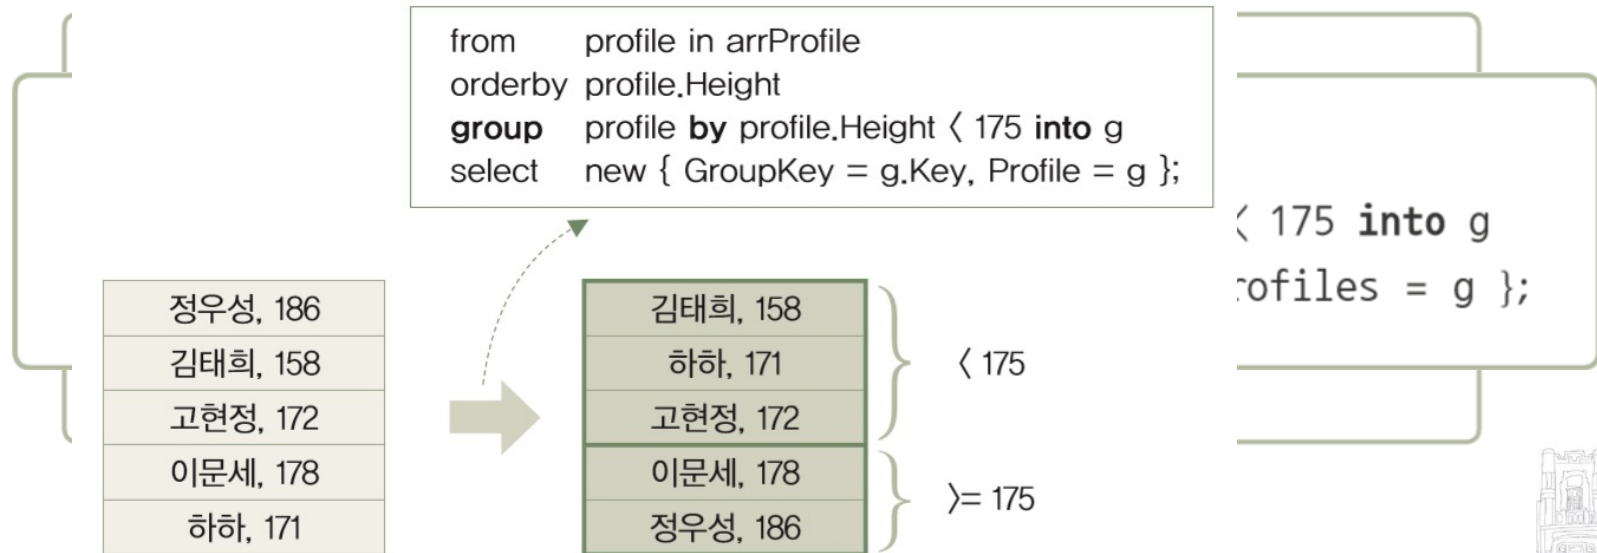 from profile in arrProfile
orderby profile.Height
group profile by profile.Height < 175 into g
select new { GroupKey = g.Key, Profile = g };
< 175 into g
rofiles = g };
정우성, 186
김태희, 158
고현정, 172
이문세, 178
하하, 171
김태희, 158
하하, 171
고현정, 172
이문세, 178
정우성, 186
< 175
>= 175